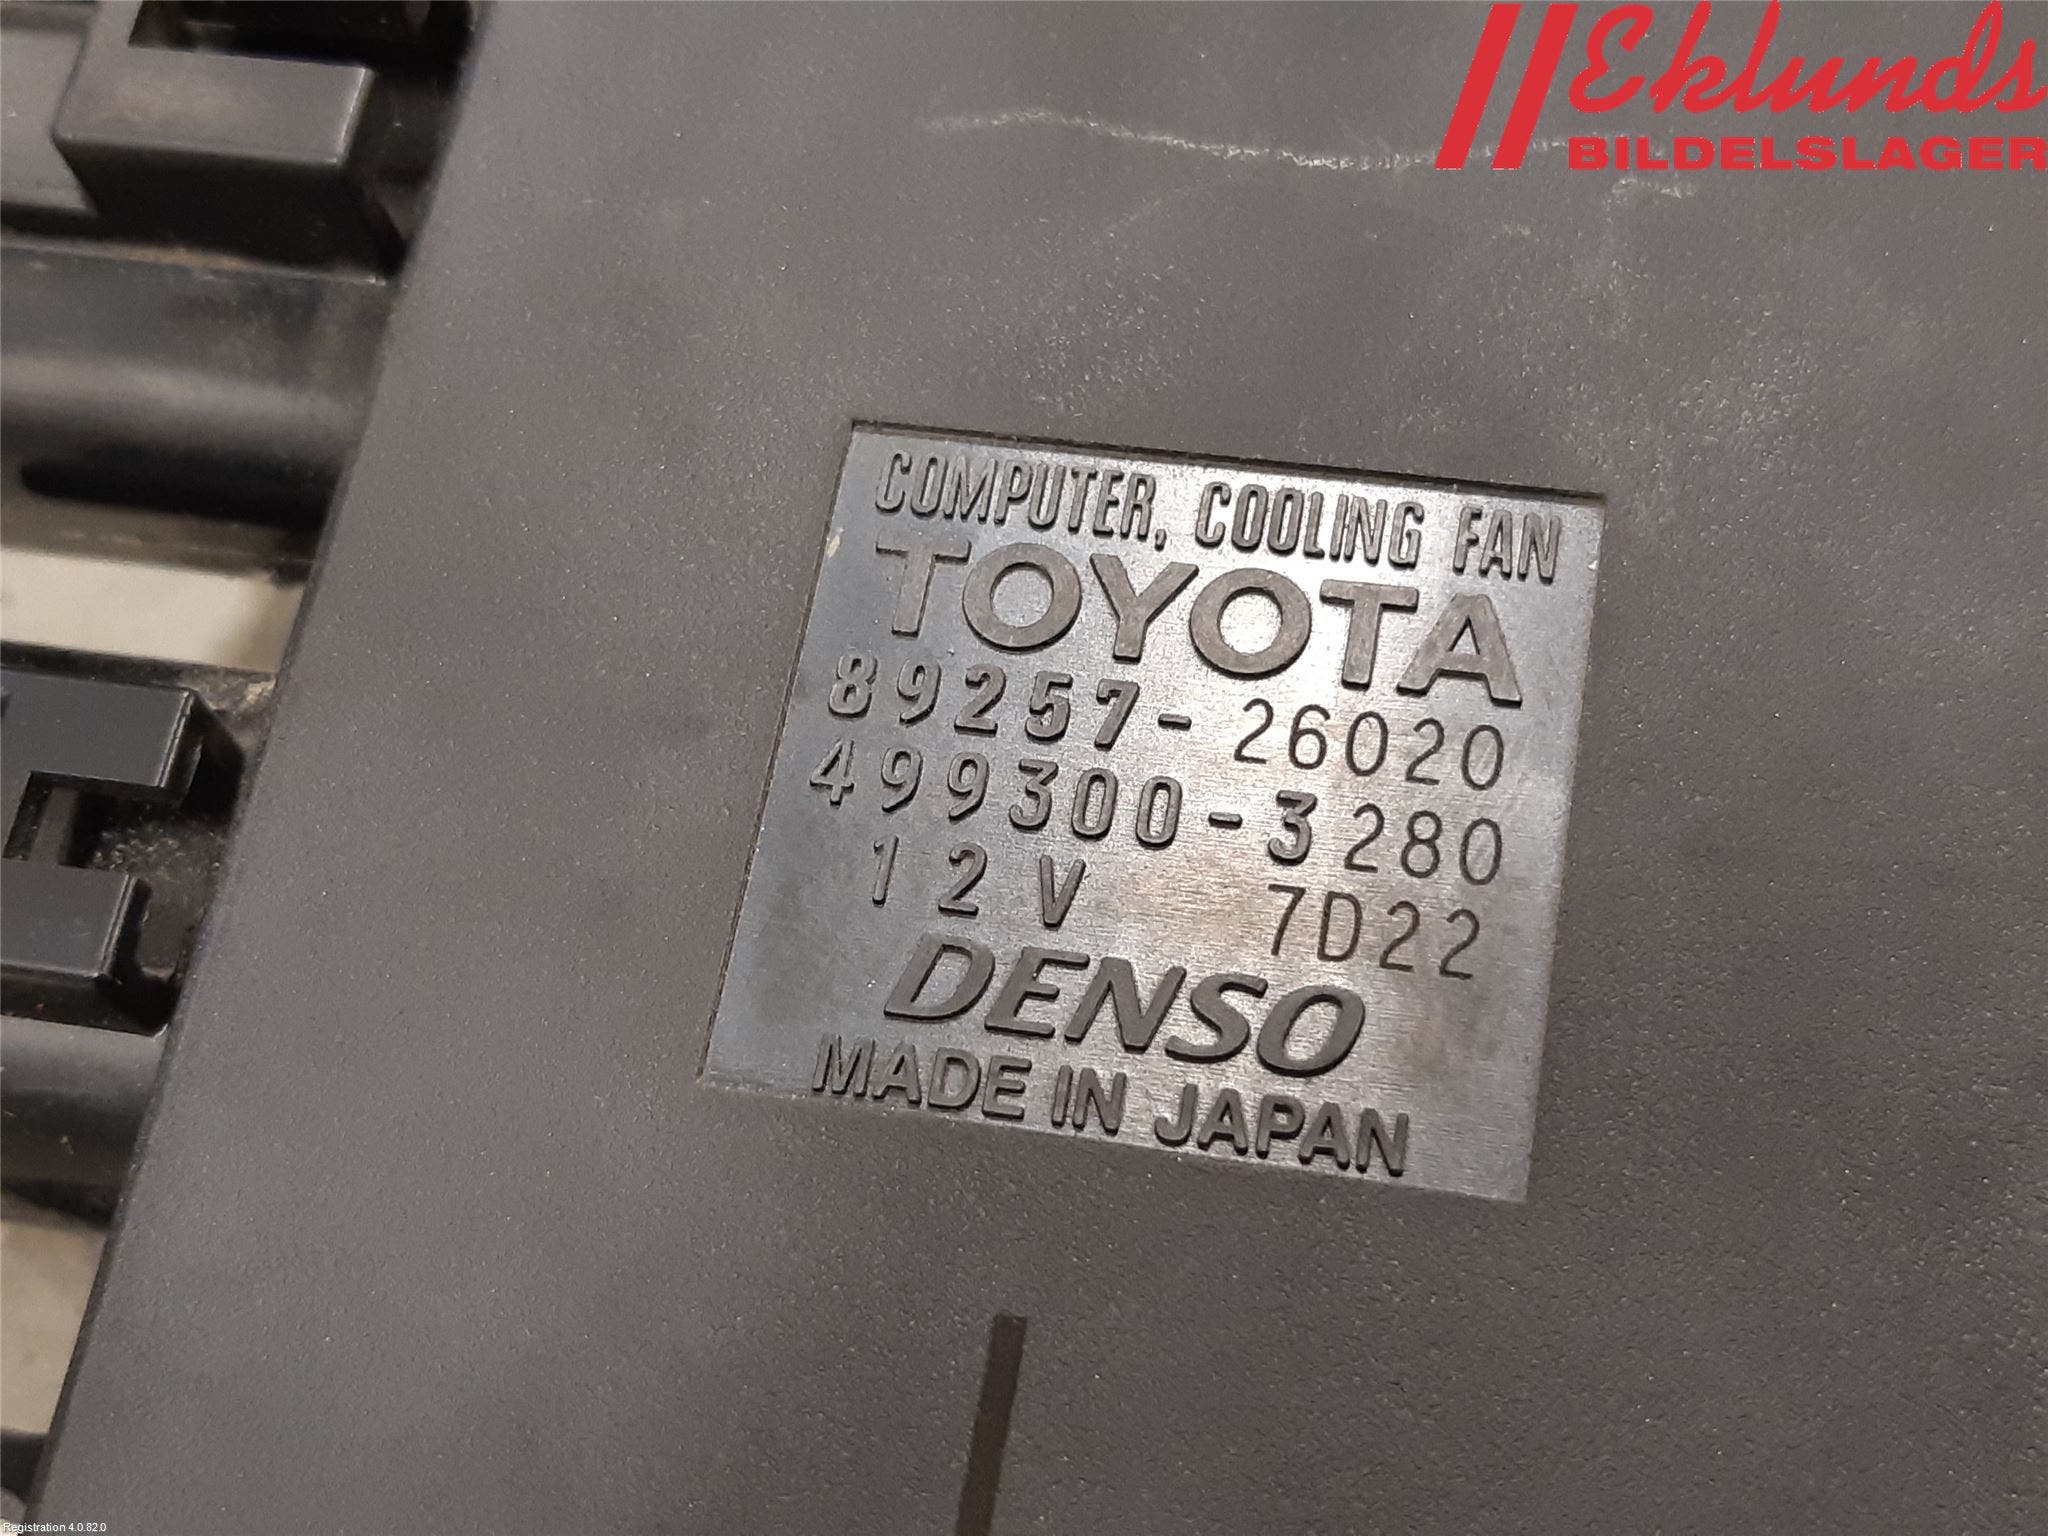 Eklunds
BILDELSLAGER
COMPUTER, COOLING FAN
TOYOTA
89257-26020
499300-3280
12V 7D22
DENSO
MADE IN JAPAN
Registration 4.0.82.0